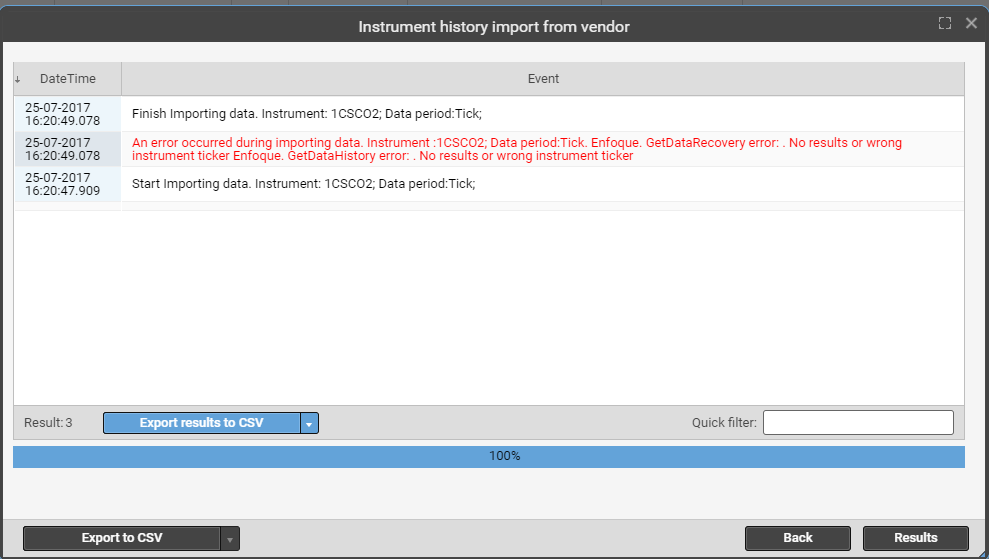 Instrument history import from vendor
↓ DateTime Event
25-07-2017
16:20:49.078
Finish Importing data. Instrument: 1CSCO2; Data period:Tick;
25-07-2017
16:20:49.078
An error occurred during importing data. Instrument :1CSCO2; Data period:Tick. Enfoque. GetDataRecovery error: . No results or wrong
instrument ticker Enfoque. GetDataHistory error: . No results or wrong instrument ticker
25-07-2017
16:20:47.909
Start Importing data. Instrument: 1CSCO2; Data period:Tick;
Result: 3 Export results to CSV Quick filter:
100%
Export to CSV Back Results